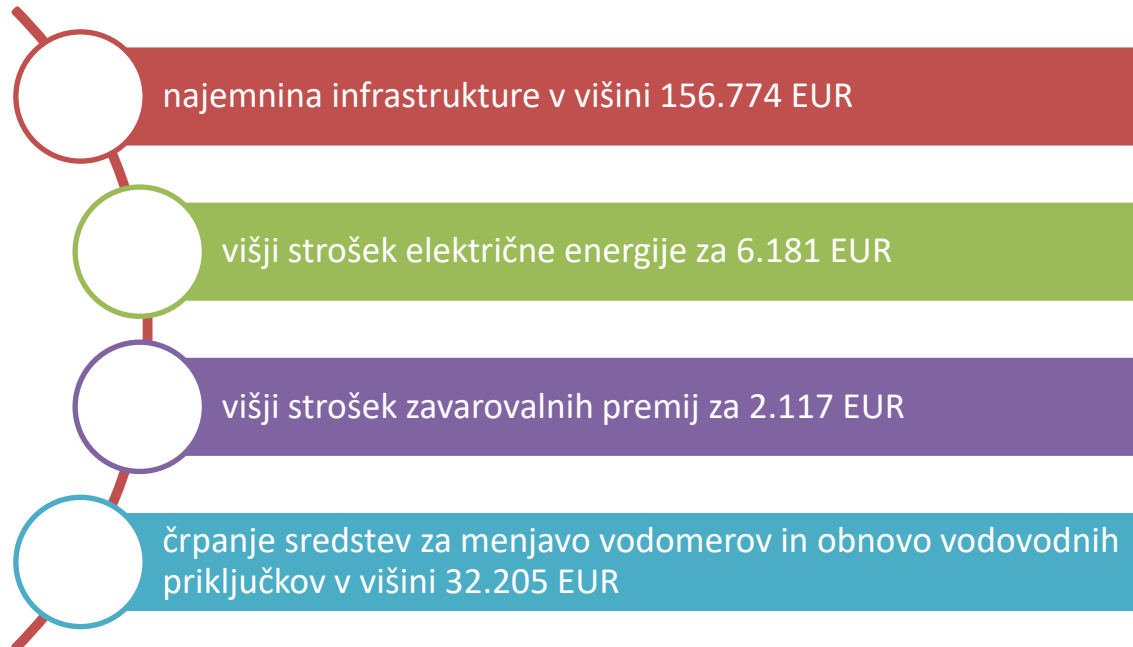 najemnina infrastrukture v višini 156.774 EUR
višji strošek električne energije za 6.181 EUR
višji strošek zavarovalnih premij za 2.117 EUR
črpanje sredstev za menjavo vodomerov in obnovo vodovodnih
priključkov v višini 32.205 EUR